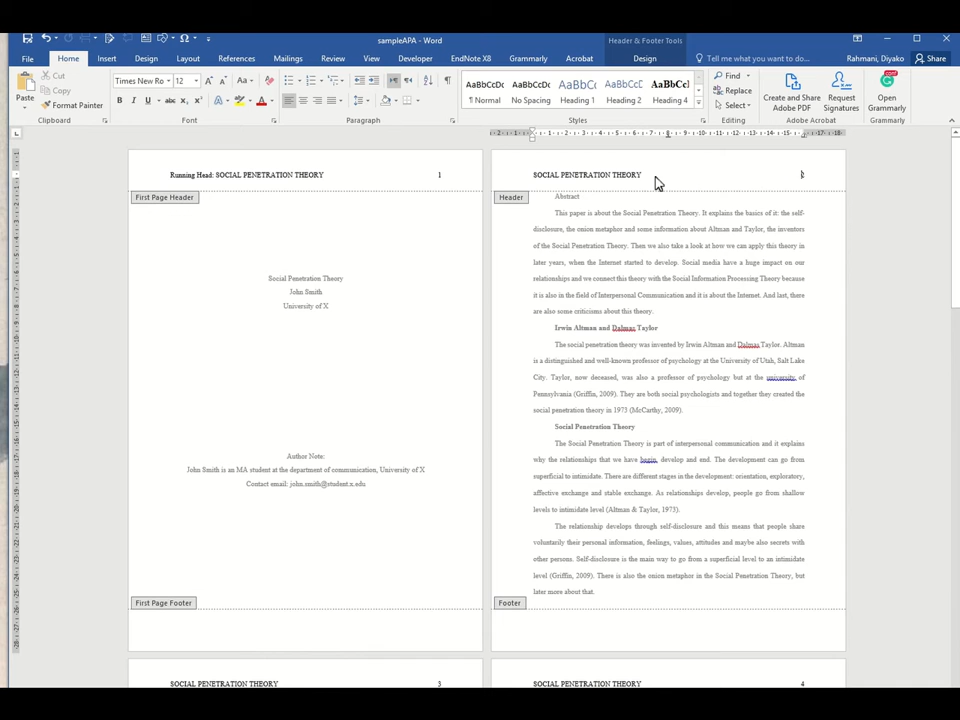 sampleAPA - Word
Header & Footer Tools
File Home Insert Design Layout References Mailings Review View Developer EndNote X8 Grammarly Acrobat Design Tell me what you want to do... Rahmani, Diyako Share
Paste
Cut
Copy
Format Painter
Clipboard
Times New Ro 12
Font
Paragraph
AaBbCcDc AaBbCcDc AaBbCc AaBbCcD AaBbCcl
¶ Normal No Spacing Heading 1 Heading 2 Heading 4
Styles
Find
Replace
Select
Editing
Create and Share Adobe PDF
Request Signatures
Adobe Acrobat
Open Grammarly
Grammarly
Running Head: SOCIAL PENETRATION THEORY 1
First Page Header
Social Penetration Theory
John Smith
University of X
Author Note:
John Smith is an MA student at the department of communication, University of X
Contact email: john.smith@student.x.edu
First Page Footer
SOCIAL PENETRATION THEORY
Header
Abstract
This paper is about the Social Penetration Theory. It explains the basics of it: the self-
disclosure, the onion metaphor and some information about Altman and Taylor, the inventors
of the Social Penetration Theory. Then we also take a look at how we can apply this theory in
later years, when the Internet started to develop. Social media have a huge impact on our
relationships and we connect this theory with the Social Information Processing Theory because
it is also in the field of Interpersonal Communication and it is about the Internet. And last, there
are also some criticisms about this theory.
Irwin Altman and Dalmas Taylor
The social penetration theory was invented by Irwin Altman and Dalmas Taylor. Altman
is a distinguished and well-known professor of psychology at the University of Utah, Salt Lake
City. Taylor, now deceased, was also a professor of psychology but at the university of
Pennsylvania (Griffin, 2009). They are both social psychologists and together they created the
social penetration theory in 1973 (McCarthy, 2009).
Social Penetration Theory
The Social Penetration Theory is part of interpersonal communication and it explains
why the relationships that we have begin, develop and end. The development can go from
superficial to intimidate. There are different stages in the development: orientation, exploratory,
affective exchange and stable exchange. As relationships develop, people go from shallow
levels to intimidate level (Altman & Taylor, 1973).
The relationship develops through self-disclosure and this means that people share
voluntarily their personal information, feelings, values, attitudes and maybe also secrets with
other persons. Self-disclosure is the main way to go from a superficial level to an intimidate
level (Griffin, 2009). There is also the onion metaphor in the Social Penetration Theory, but
later more about that.
Footer
SOCIAL PENETRATION THEORY 3
SOCIAL PENETRATION THEORY 4